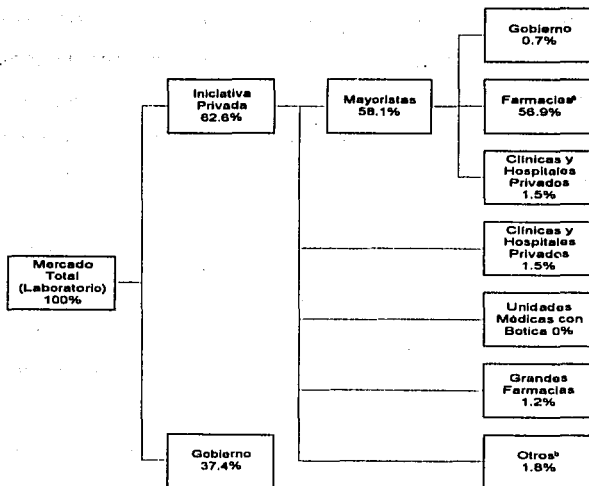 Gobierno
0.7%
Iniciativa
Privada
62.6%
Mayoristas
58.1%
Farmaciasª
56.9%
Clínicas y
Hospitales
Privados
1.5%
Clínicas y
Hospitales
Privados
1.5%
Mercado
Total
(Laboratorio)
100%
Unidades
Médicas con
Botica 0%
Grandes
Farmacias
1.2%
Gobierno
37.4%
Otrosᵇ
1.8%